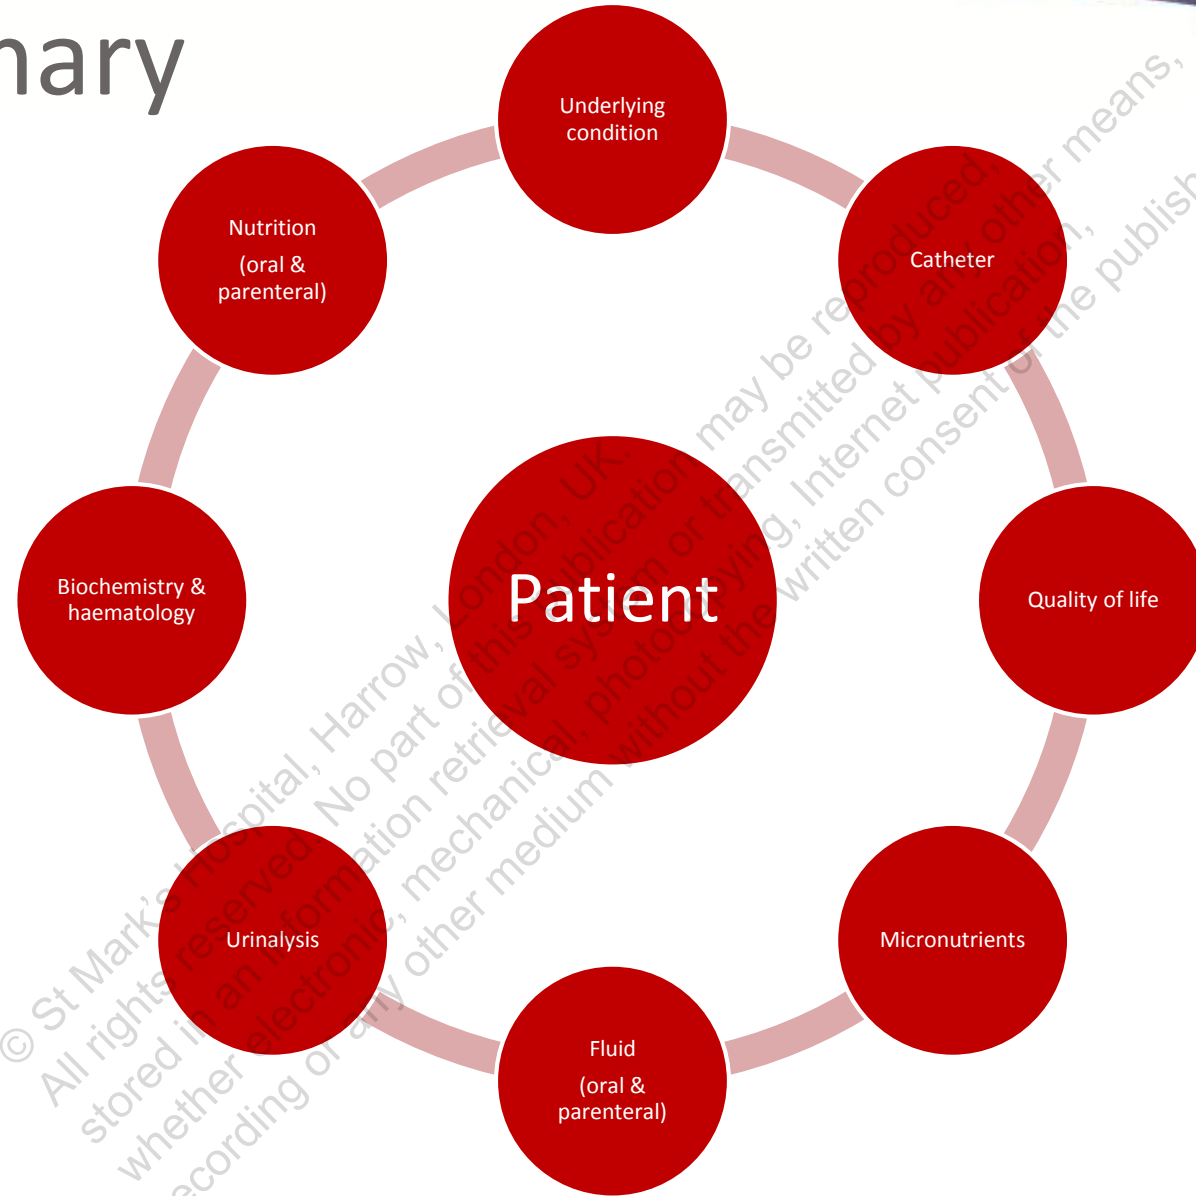 mary
Underlying
condition
Nutrition
(oral &
parenteral)
Catheter
Biochemistry &
haematology
Patient
Quality of life
Urinalysis
Micronutrients
Fluid
(oral &
parenteral)
© St Mark's Hospital, Harrow, London, UK.
All rights reserved. No part of this publication may be reproduced,
stored in an information retrieval system or transmitted by any other means,
whether electronic, mechanical, photocopying, Internet publication,
recording or any other medium without the written consent of the publish